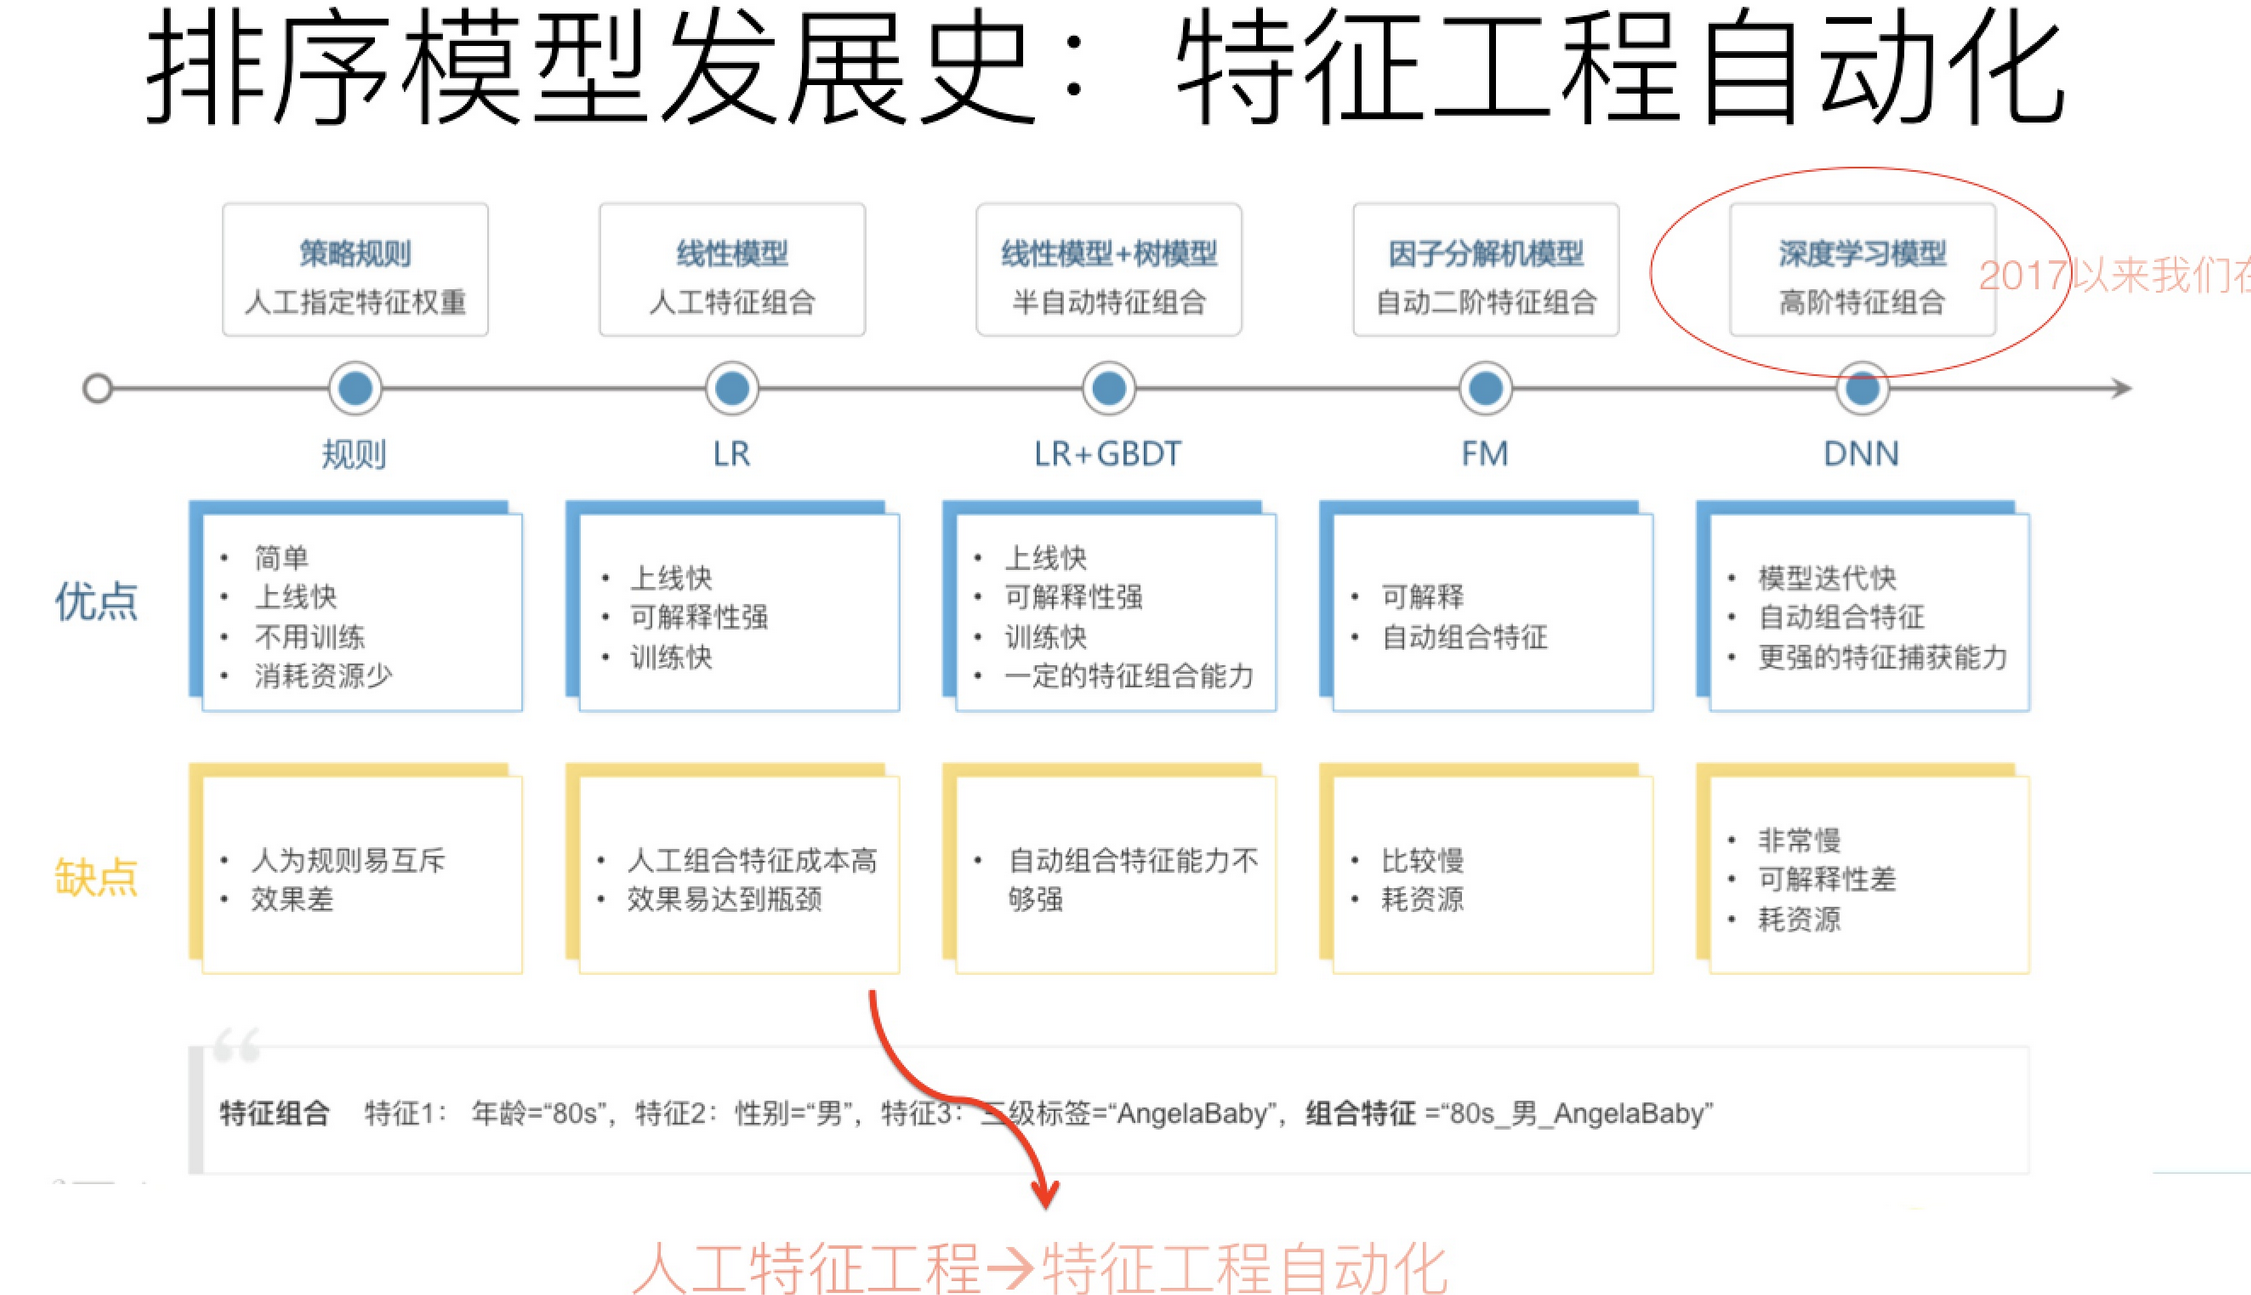 排序模型发展史：特征工程自动化
策略规则
人工指定特征权重
线性模型
人工特征组合
线性模型+树模型
半自动特征组合
因子分解机模型
自动二阶特征组合
深度学习模型
高阶特征组合
2017以来我们在
规则
LR
LR+GBDT
FM
DNN
优点
• 简单
• 上线快
• 不用训练
• 消耗资源少
• 上线快
• 可解释性强
• 训练快
• 上线快
• 可解释性强
• 训练快
• 一定的特征组合能力
• 可解释
• 自动组合特征
• 模型迭代快
• 自动组合特征
• 更强的特征捕获能力
缺点
• 人为规则易互斥
• 效果差
• 人工组合特征成本高
• 效果易达到瓶颈
• 自动组合特征能力不
够强
• 比较慢
• 耗资源
• 非常慢
• 可解释性差
• 耗资源
“
特征组合 特征1： 年龄=“80s”，特征2：性别=“男”，特征3：三级标签=“AngelaBaby”，组合特征 =“80s_男_AngelaBaby”
人工特征工程→特征工程自动化